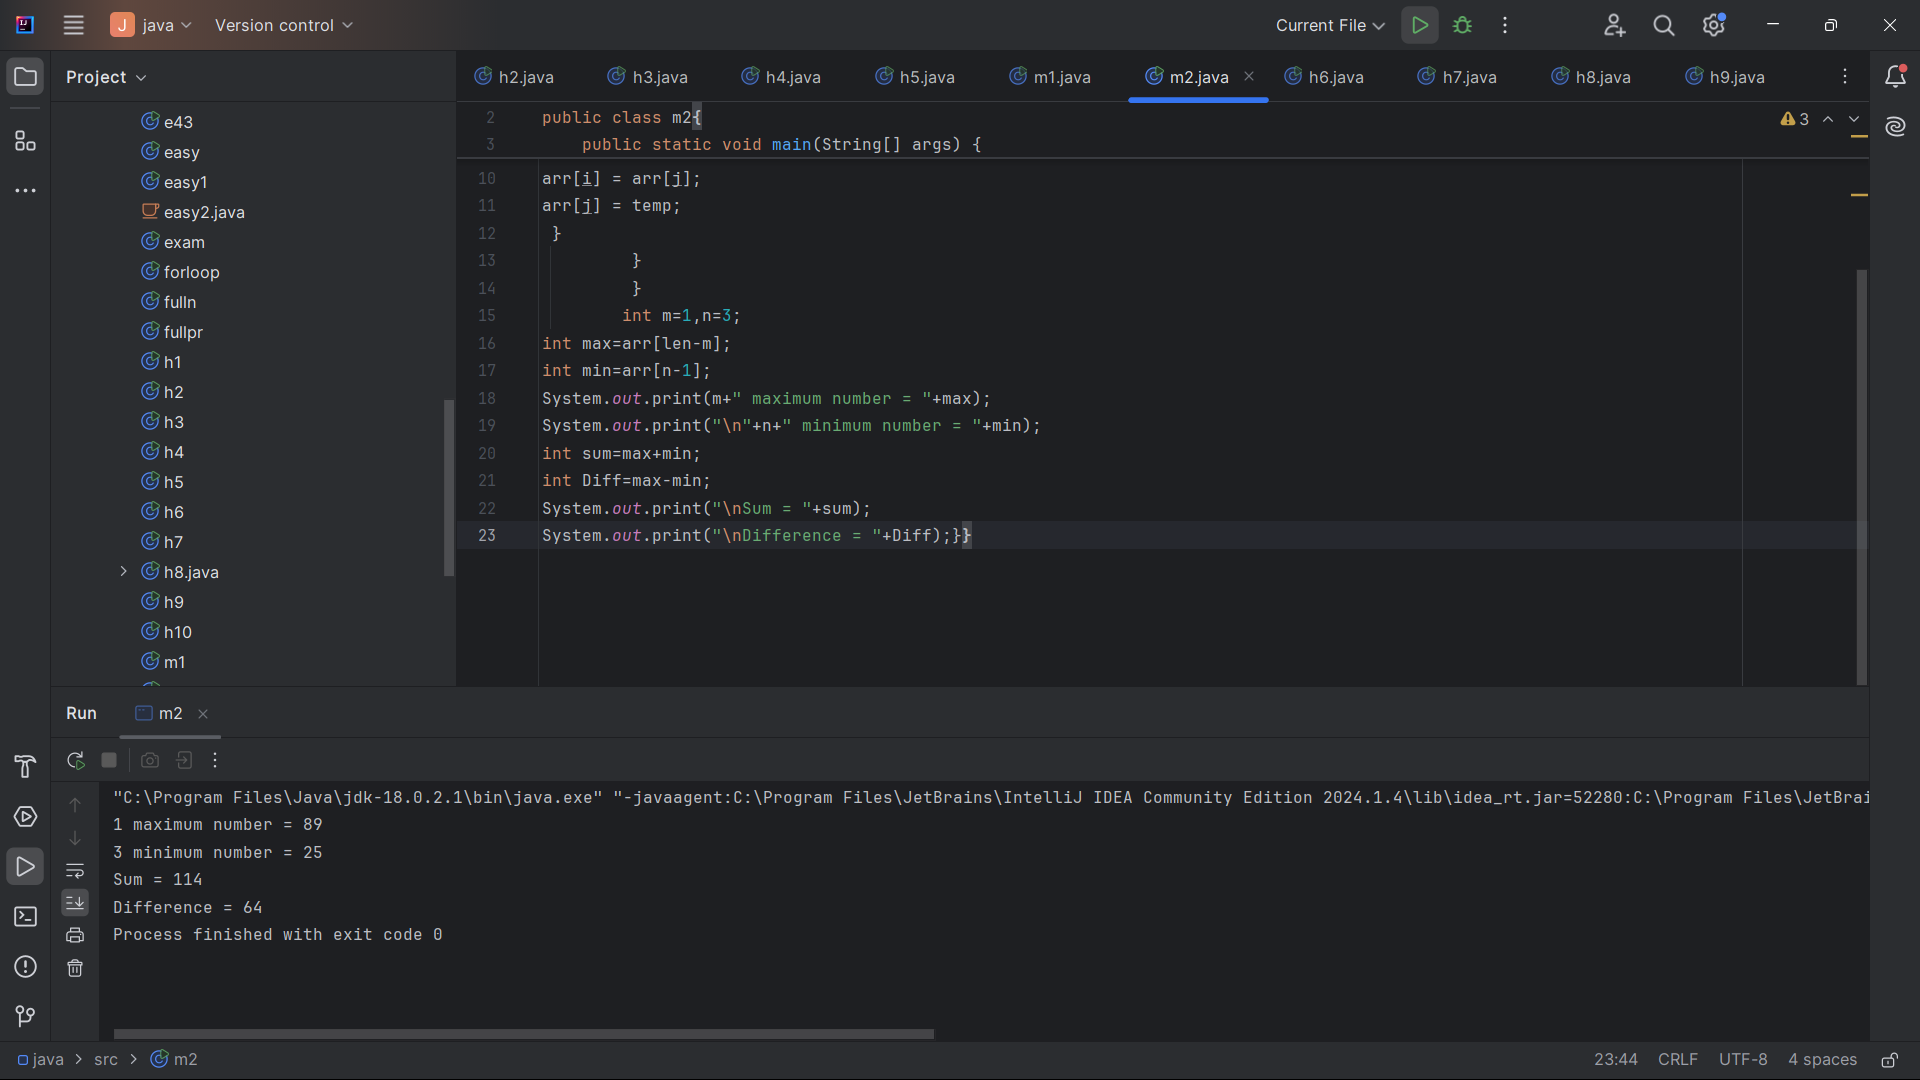 J java Version control Current File
Project
h2.java h3.java h4.java h5.java m1.java m2.java h6.java h7.java h8.java h9.java
e43
easy
easy1
easy2.java
exam
forloop
fulln
fullpr
h1
h2
h3
h4
h5
h6
h7
h8.java
h9
h10
m1
3
2 public class m2{
3 public static void main(String[] args) {
10 arr[i] = arr[j];
11 arr[j] = temp;
12 }
13 }
14 }
15 int m=1,n=3;
16 int max=arr[len-m];
17 int min=arr[n-1];
18 System.out.print(m+" maximum number = "+max);
19 System.out.print("\n"+n+" minimum number = "+min);
20 int sum=max+min;
21 int Diff=max-min;
22 System.out.print("\nSum = "+sum);
23 System.out.print("\nDifference = "+Diff);}}
Run m2
"C:\Program Files\Java\jdk-18.0.2.1\bin\java.exe" "-javaagent:C:\Program Files\JetBrains\IntelliJ IDEA Community Edition 2024.1.4\lib\idea_rt.jar=52280:C:\Program Files\JetBrai
1 maximum number = 89
3 minimum number = 25
Sum = 114
Difference = 64
Process finished with exit code 0
java > src > m2 23:44 CRLF UTF-8 4 spaces